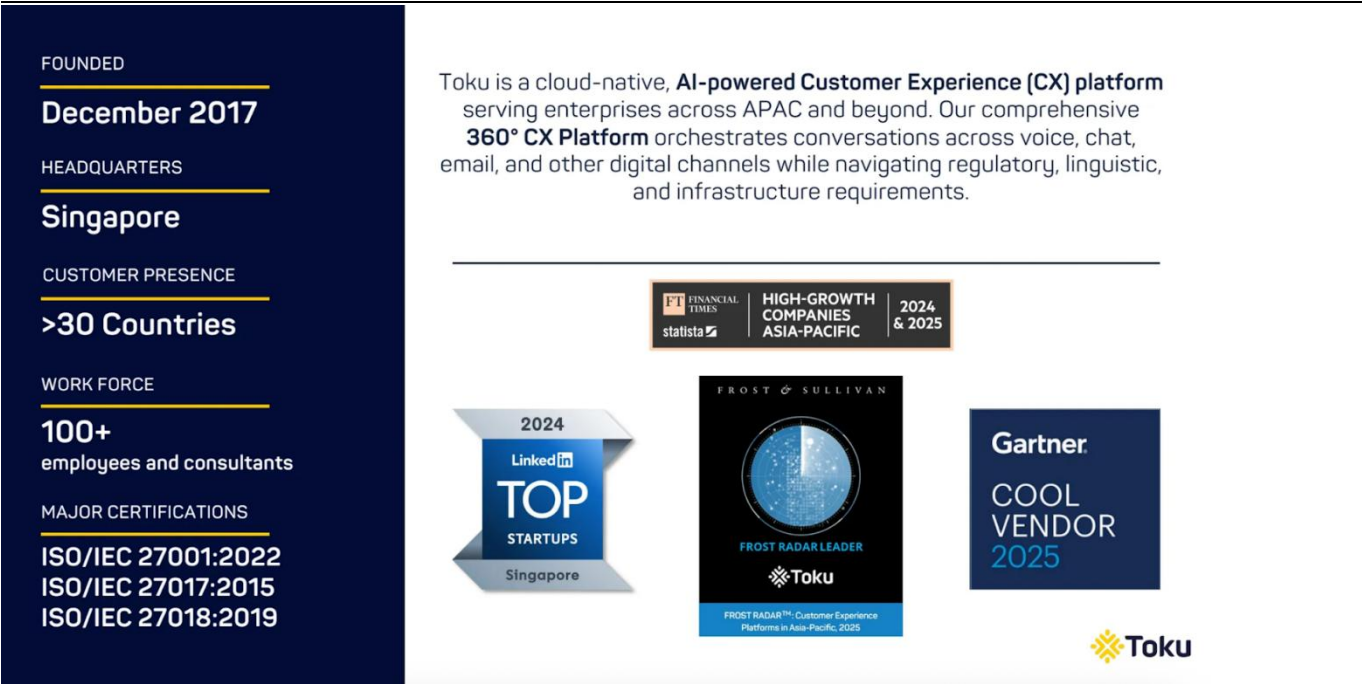 FOUNDED
December 2017
HEADQUARTERS
Singapore
CUSTOMER PRESENCE
>30 Countries
WORK FORCE
100+
employees and consultants
MAJOR CERTIFICATIONS
ISO/IEC 27001:2022
ISO/IEC 27017:2015
ISO/IEC 27018:2019
Toku is a cloud-native, AI-powered Customer Experience (CX) platform
serving enterprises across APAC and beyond. Our comprehensive
360° CX Platform orchestrates conversations across voice, chat,
email, and other digital channels while navigating regulatory, linguistic,
and infrastructure requirements.
FT FINANCIAL
TIMES
statista
HIGH-GROWTH
COMPANIES
ASIA-PACIFIC
2024
& 2025
2024
Linked in
TOP
STARTUPS
Singapore
FROST & SULLIVAN
FROST RADAR LEADER
Toku
FROST RADAR™: Customer Experience
Platforms in Asia-Pacific, 2025
Gartner
COOL
VENDOR
2025
Toku